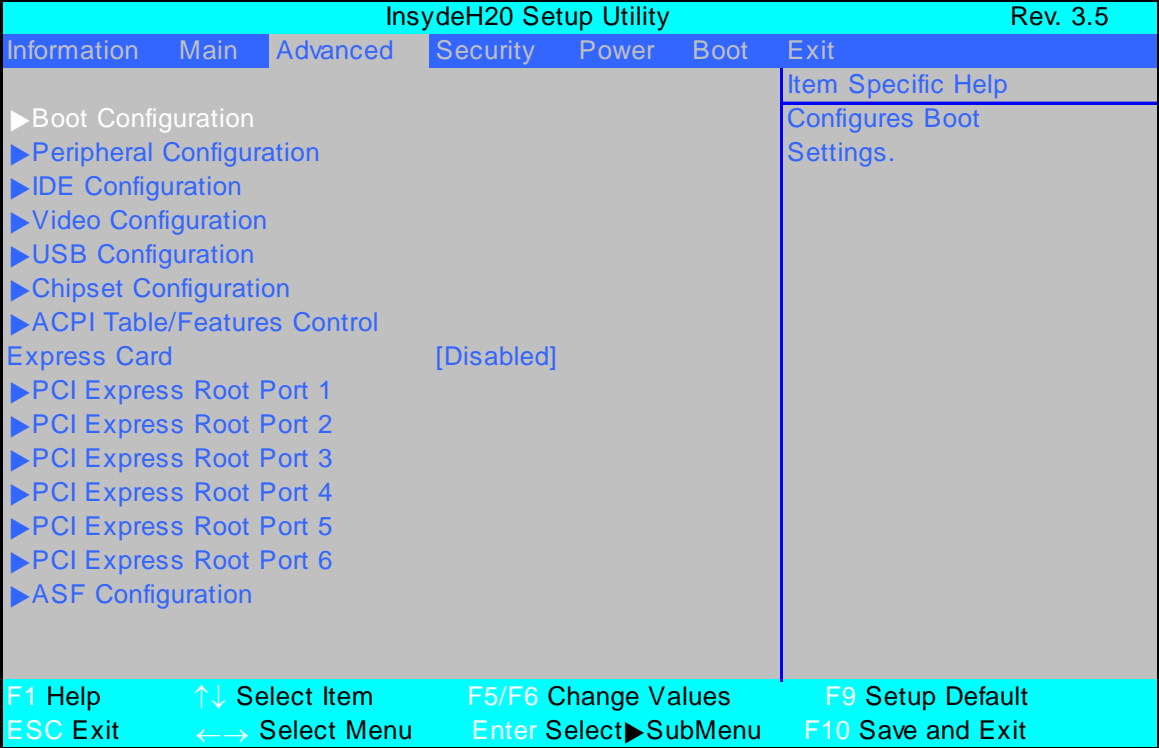 InsydeH20 Setup Utility Rev. 3.5
Information Main Advanced Security Power Boot Exit
Item Specific Help
▶Boot Configuration
Configures Boot
Settings.
▶Peripheral Configuration
▶IDE Configuration
▶Video Configuration
▶USB Configuration
▶Chipset Configuration
▶ACPI Table/Features Control
Express Card [Disabled]
▶PCI Express Root Port 1
▶PCI Express Root Port 2
▶PCI Express Root Port 3
▶PCI Express Root Port 4
▶PCI Express Root Port 5
▶PCI Express Root Port 6
▶ASF Configuration
F1 Help ↑↓ Select Item F5/F6 Change Values F9 Setup Default
ESC Exit ←→ Select Menu Enter Select▶SubMenu F10 Save and Exit